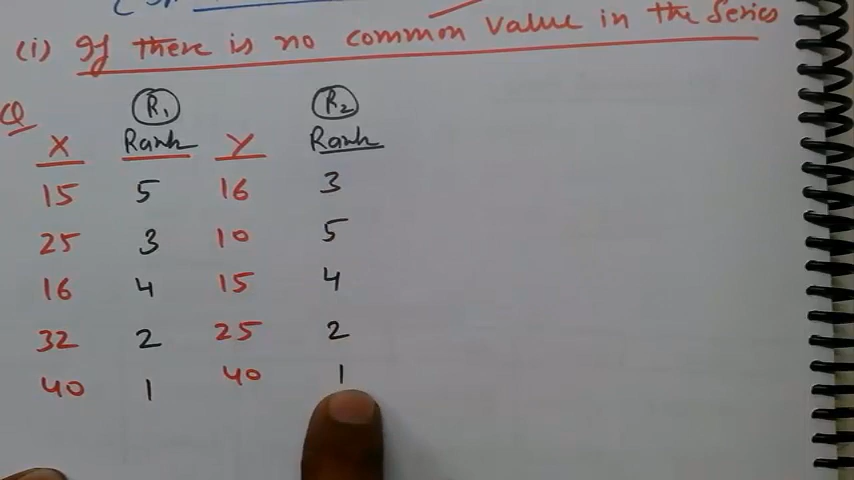 (i) If there is no common value in the Series
Q R1 R2
X Rank Y Rank
15 5 16 3
25 3 10 5
16 4 15 4
32 2 25 2
40 1 40 1